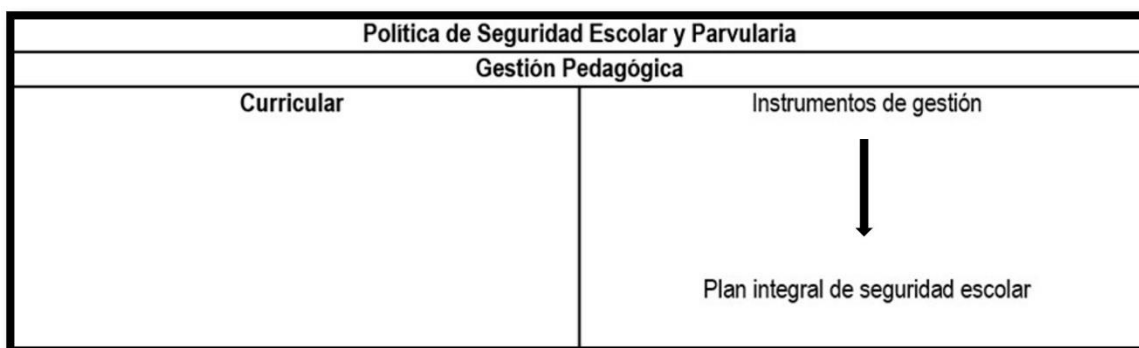 Política de Seguridad Escolar y Parvularia
Gestión Pedagógica
Curricular
Instrumentos de gestión
Plan integral de seguridad escolar